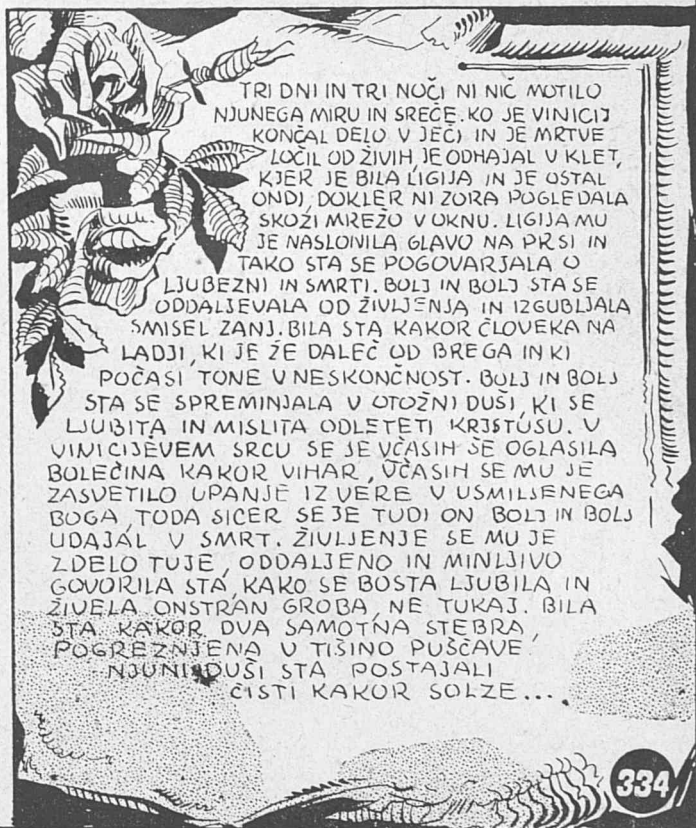 TRI DNI IN TRI NOČI NI NIČ MOTILO
NJUNEGA MIRU IN SREČE. KO JE VINICIJ
KONČAL DELO V JEČI IN JE MRTVE
LOČIL OD ŽIVIH, JE ODHAJAL V KLET,
KJER JE BILA LIGIJA IN JE OSTAL
ONDI, DOKLER NI ZORA POGLEDALA
SKOZI MREŽO V OKNU. LIGIJA MU
JE NASLONILA GLAVO NA PRSI IN
TAKO STA SE POGOVARJALA O
LJUBEZNI IN SMRTI. BOLJ IN BOLJ STA SE
ODDALJEVALA OD ŽIVLJENJA IN IZGUBLJALA
SMISEL ZANJ. BILA STA KAKOR ČLOVEKA NA
LADJI, KI JE ŽE DALEČ OD BREGA IN KI
POČASI TONE V NESKONČNOST. BOLJ IN BOLJ
STA SE SPREMINJALA V OTOŽNI DUŠI, KI SE
LJUBITA IN MISLITA ODLETETI KRISTUSU. V
VINICIJEVEM SRCU SE JE VČASIH ŠE OGLASILA
BOLEČINA KAKOR VIHAR, VČASIH SE MU JE
ZASVETILO UPANJE IZ VERE V USMILJENEGA
BOGA, TODA SICER SE JE TUDI ON BOLJ IN BOLJ
UDAJAL V SMRT. ŽIVLJENJE SE MU JE
ZDELO TUJE, ODDALJENO IN MINLJIVO
GOVORILA STA, KAKO SE BOSTA LJUBILA IN
ŽIVELA ONSTRAN GROBA, NE TUKAJ. BILA
STA KAKOR DVA SAMOTNA STEBRA,
POGREZNJENA V TIŠINO PUŠČAVE.
NJUNI DUŠI STA POSTAJALI
ČISTI KAKOR SOLZE...
334